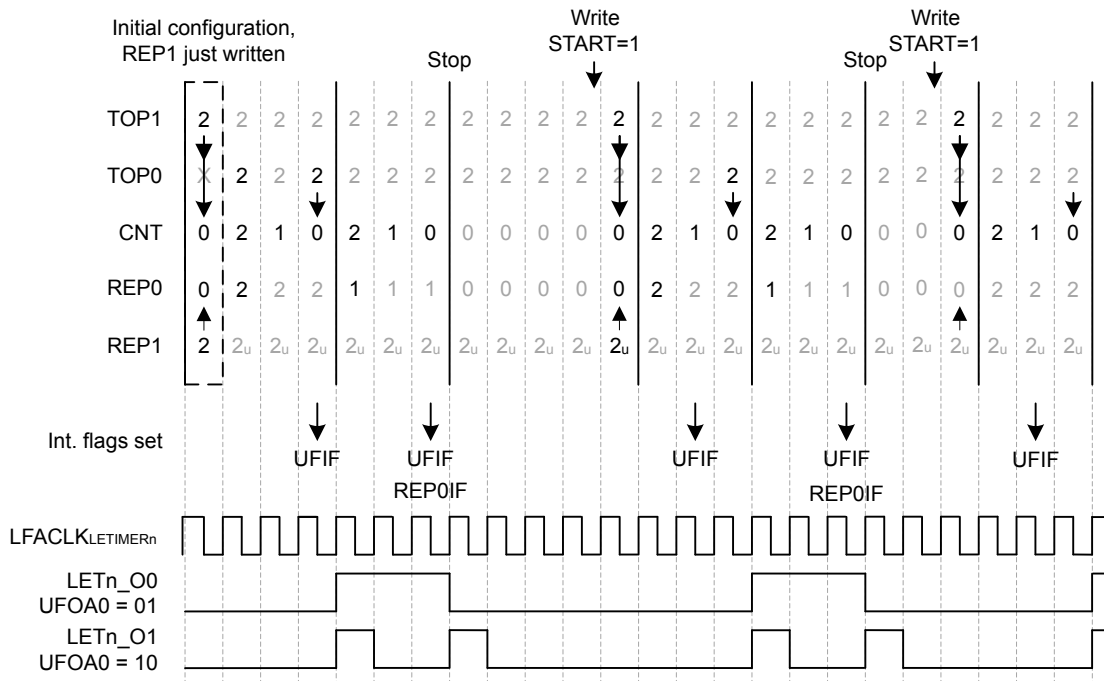 Initial configuration,
REP1 just written
Stop
Write
START=1
Stop
Write
START=1
TOP1 2 2 2 2 2 2 2 2 2 2 2 2 2 2 2 2 2 2 2 2 2 2 2 2
TOP0 X 2 2 2 2 2 2 2 2 2 2 2 2 2 2 2 2 2 2 2 2 2 2 2
CNT 0 2 1 0 2 1 0 0 0 0 0 0 2 1 0 2 1 0 0 0 0 2 1 0
REP0 0 2 2 2 1 1 1 0 0 0 0 0 2 2 2 1 1 1 0 0 0 2 2 2
REP1 2 2u 2u 2u 2u 2u 2u 2u 2u 2u 2u 2u 2u 2u 2u 2u 2u 2u 2u 2u 2u 2u 2u 2u
Int. flags set
UFIF UFIF UFIF UFIF UFIF
REP0IF REP0IF
LFACLKLETIMERn
LETn_O0
UFOA0 = 01
LETn_O1
UFOA0 = 10